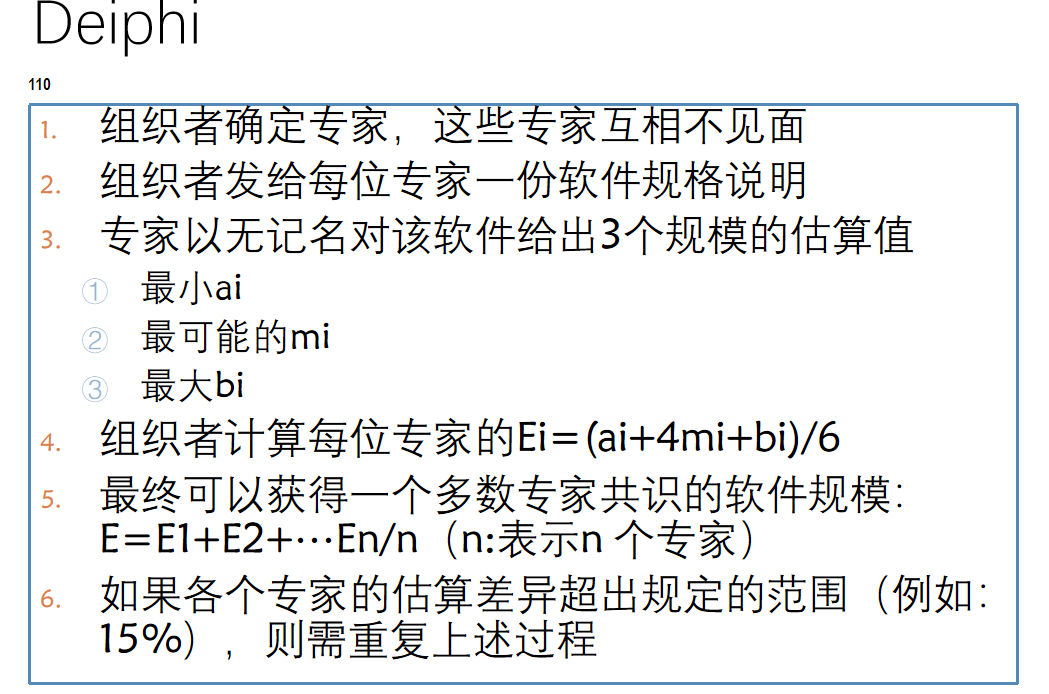 Deiphi
110
1. 组织者确定专家，这些专家互相不见面
2. 组织者发给每位专家一份软件规格说明
3. 专家以无记名对该软件给出3个规模的估算值
① 最小ai
② 最可能的mi
③ 最大bi
4. 组织者计算每位专家的Ei=(ai+4mi+bi)/6
5. 最终可以获得一个多数专家共识的软件规模：
E=E1+E2+…En/n（n:表示n 个专家）
6. 如果各个专家的估算差异超出规定的范围（例如：
15%），则需重复上述过程